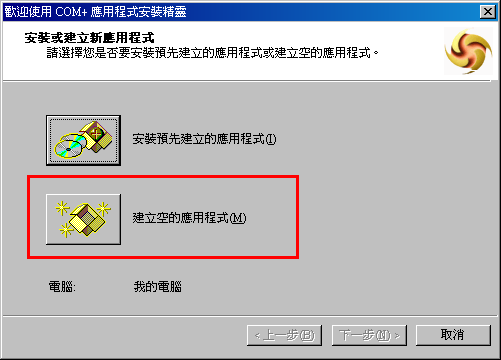 歡迎使用 COM+ 應用程式安裝精靈
安裝或建立新應用程式
請選擇您是否要安裝預先建立的應用程式或建立空的應用程式。
安裝預先建立的應用程式(I)
建立空的應用程式(M)
電腦:
我的電腦
< 上一步(B)
下一步(N) >
取消